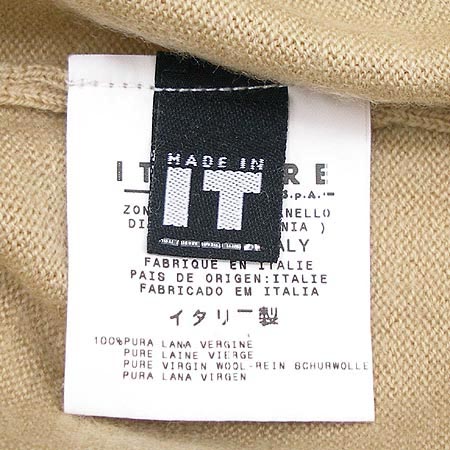 MADE IN
IT
IT RE
S.p.A.
ZON NELLO
DI NIA )
ALY
FABRIQUE EN ITALIE
PAIS DE ORIGEN:ITALIE
FABRICADO EM ITALIA
イタリー製
100%PURA LANA VERGINE
PURE LAINE VIERGE
PURE VIRGIN WOOL-REIN SCHURWOLLE
PURA LANA VIRGEN